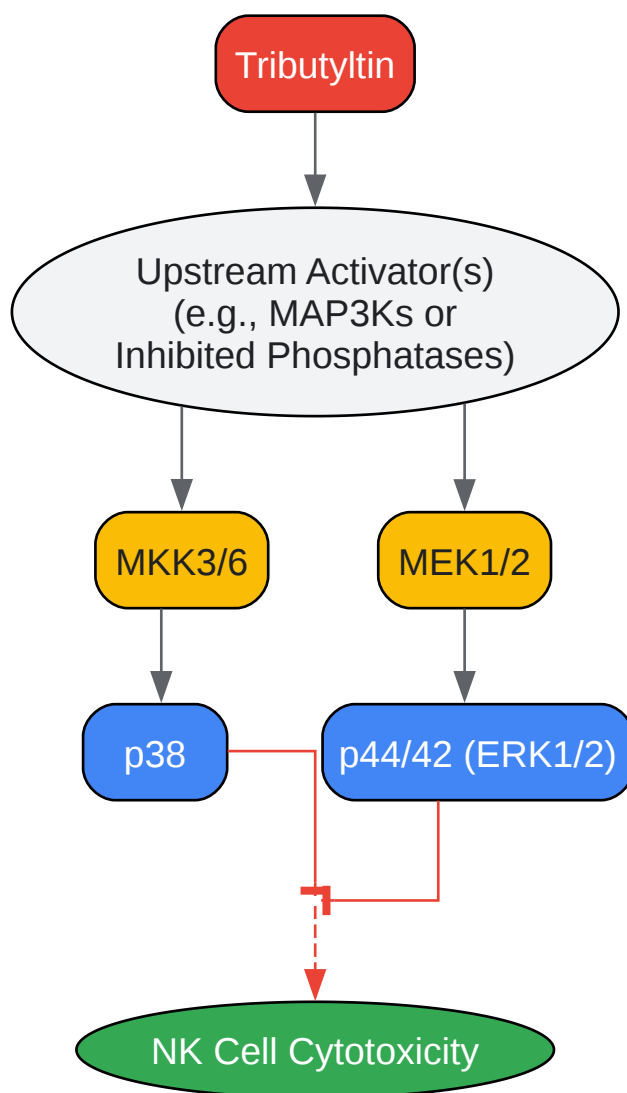 Tributyltin
Upstream Activator(s)
(e.g., MAP3Ks or
Inhibited Phosphatases)
MKK3/6
MEK1/2
p38
p44/42 (ERK1/2)
NK Cell Cytotoxicity